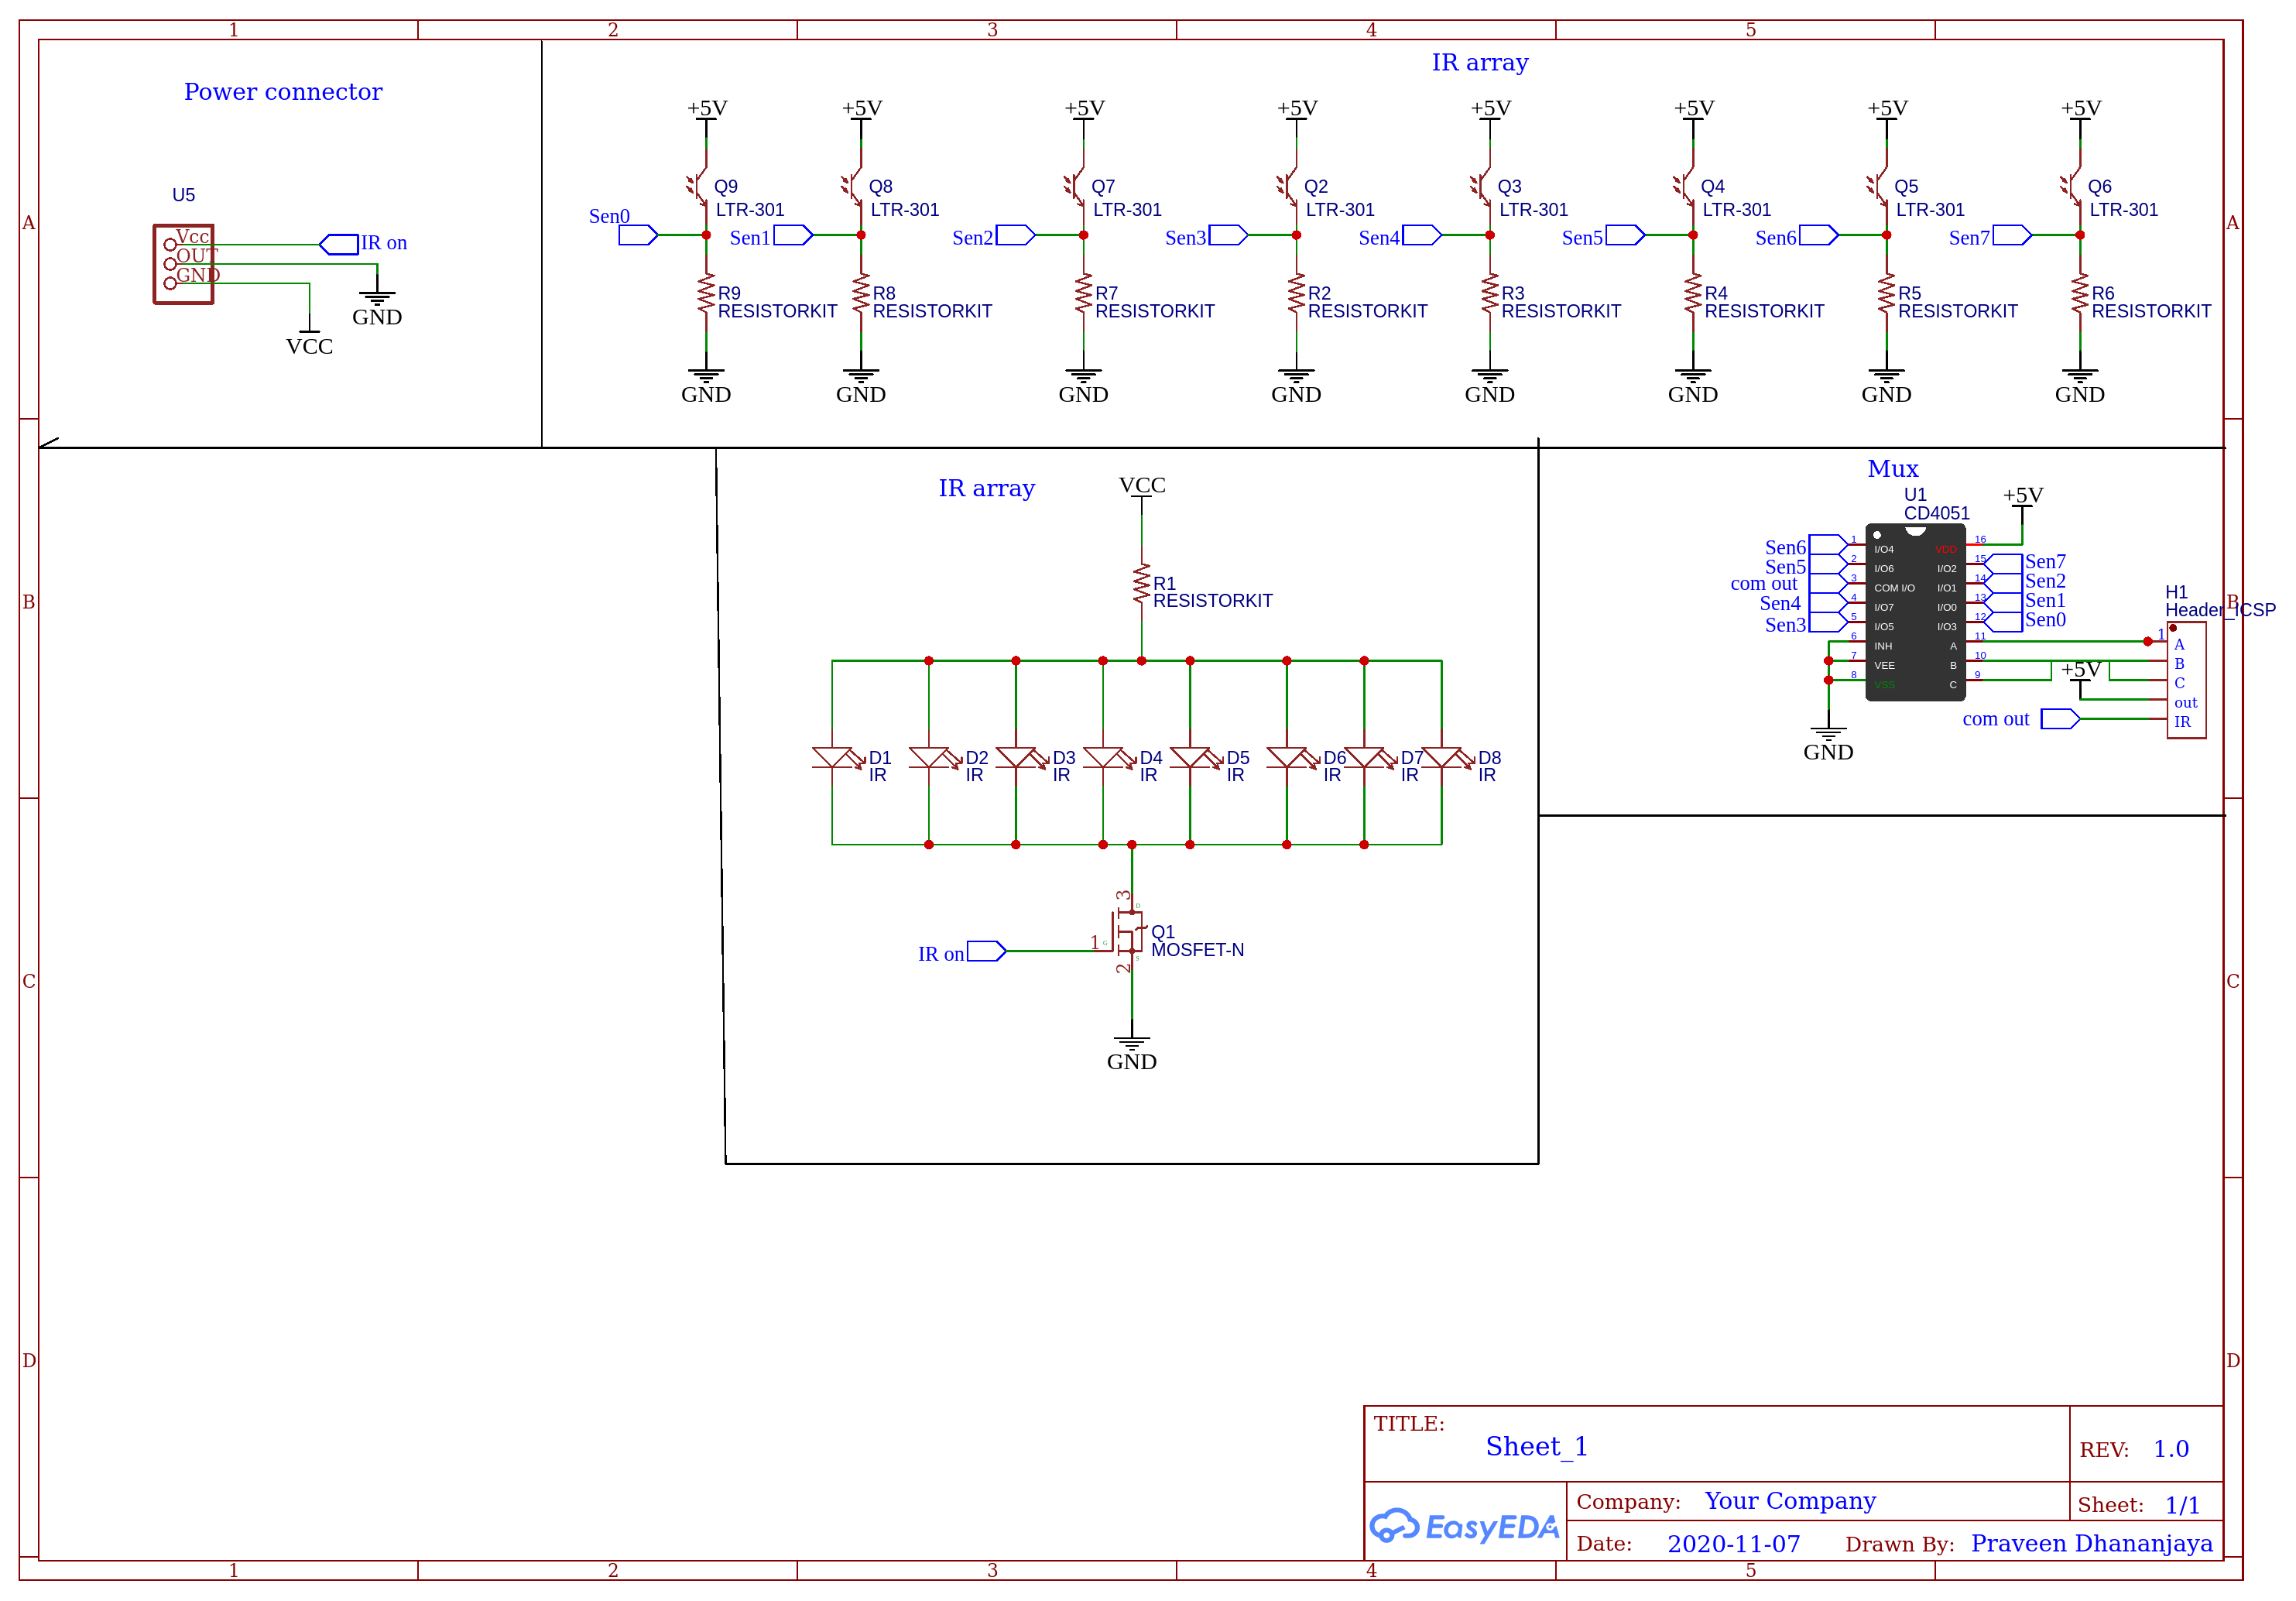 1 2 3 4 5
A A
B B
C C
D D
1 2 3 4 5
Power connector
U5
Vcc
OUT
GND
IR on
GND
VCC
IR array
+5V +5V +5V +5V +5V +5V +5V +5V
Q9 Q8 Q7 Q2 Q3 Q4 Q5 Q6
LTR-301 LTR-301 LTR-301 LTR-301 LTR-301 LTR-301 LTR-301 LTR-301
Sen0 Sen1 Sen2 Sen3 Sen4 Sen5 Sen6 Sen7
R9 R8 R7 R2 R3 R4 R5 R6
RESISTORKIT RESISTORKIT RESISTORKIT RESISTORKIT RESISTORKIT RESISTORKIT RESISTORKIT RESISTORKIT
GND GND GND GND GND GND GND GND
IR array
VCC
R1
RESISTORKIT
D1 D2 D3 D4 D5 D6 D7 D8
IR IR IR IR IR IR IR IR
3
D
1
G
2
S
Q1
MOSFET-N
IR on
GND
Mux
U1
CD4051
+5V
Sen6 1 I/O4 VDD 16
Sen5 2 I/O6 I/O2 15 Sen7
com out 3 COM I/O I/O1 14 Sen2
Sen4 4 I/O7 I/O0 13 Sen1
Sen3 5 I/O5 I/O3 12 Sen0
6 INH A 11
7 VEE B 10
8 VSS C 9
GND
H1
Header_ICSP
1
A
B
C
out
IR
+5V
com out
TITLE:
Sheet_1
REV: 1.0
EasyEDA
Company: Your Company
Sheet: 1/1
Date: 2020-11-07
Drawn By: Praveen Dhananjaya